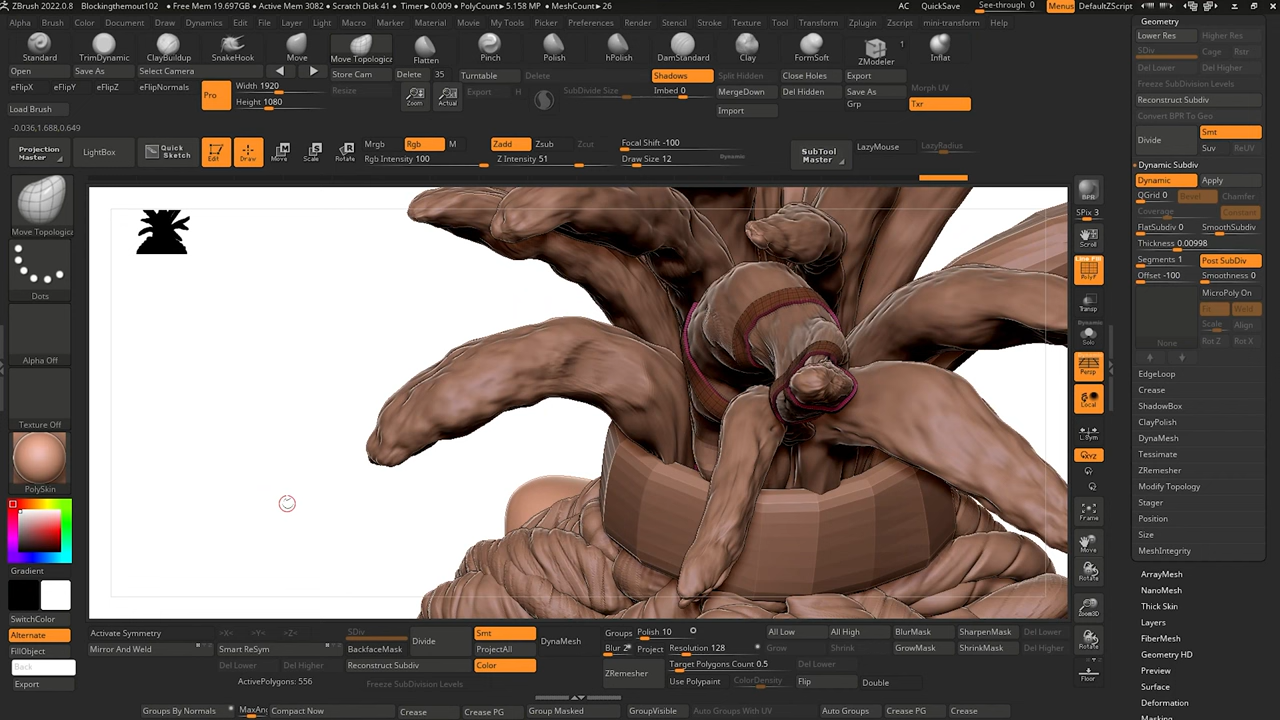 ZBrush 2022.0.8 Blockingthemout102 • Free Mem 19.697GB • Active Mem 3082 • Scratch Disk 41 • Timer▸0.009 • PolyCount▸5.158 MP • MeshCount▸26 AC QuickSave See-through 0 Menus DefaultZScript
Alpha Brush Color Document Draw Dynamics Edit File Layer Light Macro Marker Material Movie My Tools Picker Preferences Render Stencil Stroke Texture Tool Transform Zplugin Zscript mini-transform Help
Standard TrimDynamic ClayBuildup SnakeHook Move Move Topologica Flatten Pinch Polish hPolish DamStandard Clay FormSoft ZModeler 1 Inflat
Open Save As Select Camera Store Cam Delete 35 Turntable Delete Shadows Split Hidden Close Holes Export
eFlipX eFlipY eFlipZ eFlipNormals Pro Width 1920 Height 1080 Resize Zoom Actual Export H SubDivide Size Imbed 0 MergeDown Del Hidden Save As Morph UV
Import Grp Txr
Load Brush
-0.036,1.688,0.649
Projection Master LightBox Quick Sketch Edit Draw Move Scale Rotate Mrgb Rgb M Zadd Zsub Zcut Focal Shift -100 SubTool Master LazyMouse LazyRadius
Rgb Intensity 100 Z Intensity 51 Draw Size 12 Dynamic
Move Topologica
Dots
Alpha Off
Texture Off
PolySkin
Gradient
SwitchColor
Alternate
FillObject
Back
Export
BPR
SPix 3
Scroll
Line Fill
PolyF
Transp
Dynamic
Solo
Persp
Local
L.Sym
XYZ
Frame
Move
Rotate
Zoom3D
Rotate
Floor
Geometry
Lower Res Higher Res
SDiv Cage Rstr
Del Lower Del Higher
Freeze SubDivision Levels
Reconstruct Subdiv
Convert BPR To Geo
Divide Smt
Suv ReUV
Dynamic Subdiv
Dynamic Apply
QGrid 0 Bevel Chamfer
Coverage Constant
FlatSubdiv 0 SmoothSubdiv
Thickness 0.00998
Segments 1 Post SubDiv
Offset -100 Smoothness 0
MicroPoly On
Fit Weld
Scale Align
None Rot Z Rot X
EdgeLoop
Crease
ShadowBox
ClayPolish
DynaMesh
Tessimate
ZRemesher
Modify Topology
Stager
Position
Size
MeshIntegrity
ArrayMesh
NanoMesh
Thick Skin
Layers
FiberMesh
Geometry HD
Preview
Surface
Deformation
Masking
Activate Symmetry >X< >Y< >Z< SDiv Divide Smt DynaMesh Groups Polish 10 All Low All High BlurMask SharpenMask Del Lower
Mirror And Weld Smart ReSym BackfaceMask ProjectAll Blur 2 Project Resolution 128 Grow Shrink GrowMask ShrinkMask Del Higher
Del Lower Del Higher Reconstruct Subdiv Color ZRemesher Target Polygons Count 0.5 Del Lower
ActivePolygons: 556 Freeze SubDivision Levels Use Polypaint ColorDensity Flip Double
Groups By Normals MaxAn Compact Now Crease Crease PG Group Masked GroupVisible Auto Groups With UV Auto Groups Crease PG Crease